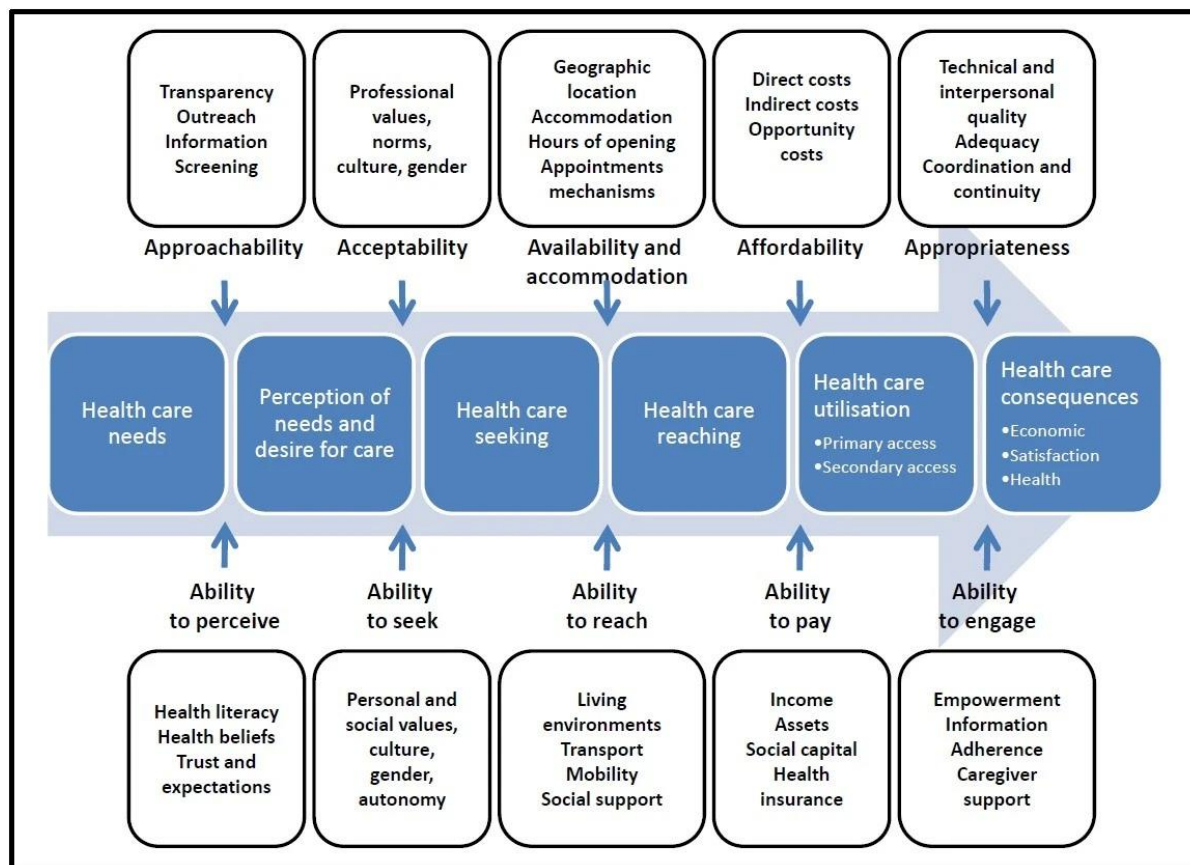 Transparency
Outreach
Information
Screening
Professional
values,
norms,
culture, gender
Geographic
location
Accommodation
Hours of opening
Appointments
mechanisms
Direct costs
Indirect costs
Opportunity
costs
Technical and
interpersonal
quality
Adequacy
Coordination and
continuity
Approachability
Acceptability
Availability and
accommodation
Affordability
Appropriateness
Health care
needs
Perception of
needs and
desire for care
Health care
seeking
Health care
reaching
Health care
utilisation
•Primary access
•Secondary access
Health care
consequences
•Economic
•Satisfaction
•Health
Ability
to perceive
Ability
to seek
Ability
to reach
Ability
to pay
Ability
to engage
Health literacy
Health beliefs
Trust and
expectations
Personal and
social values,
culture,
gender,
autonomy
Living
environments
Transport
Mobility
Social support
Income
Assets
Social capital
Health
insurance
Empowerment
Information
Adherence
Caregiver
support